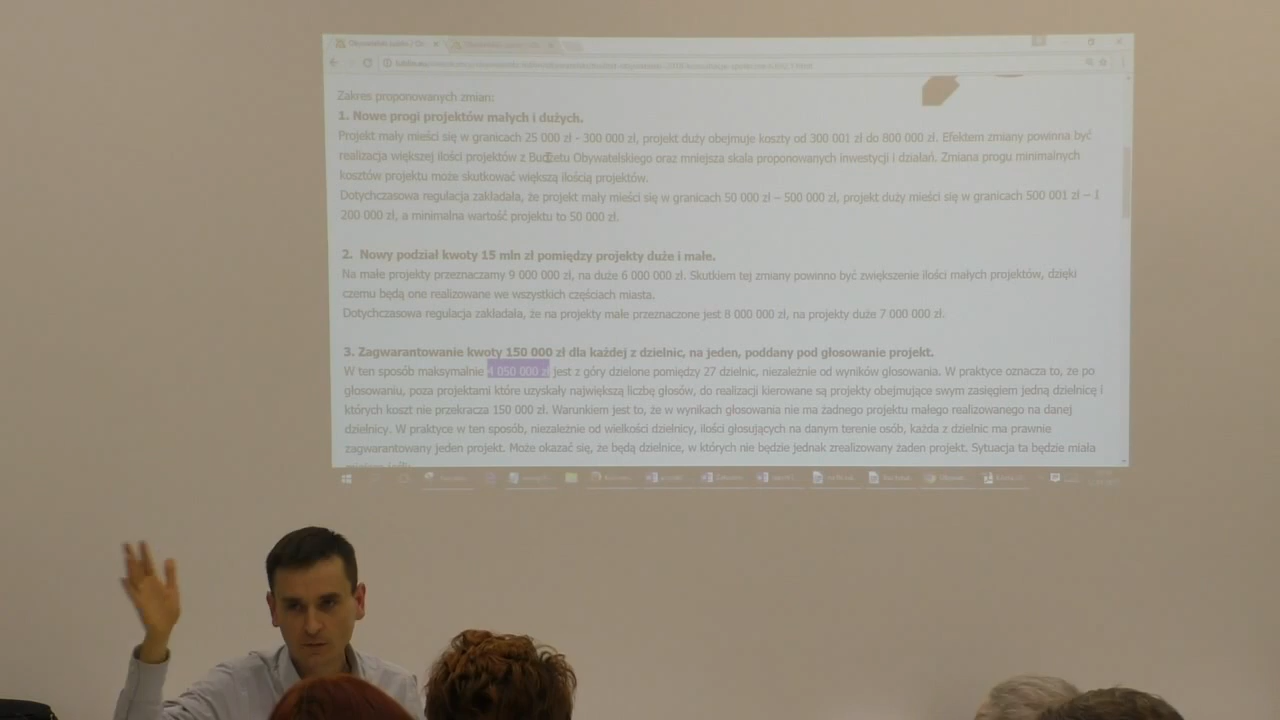 Zakres proponowanych zmian:
1. Nowe progi projektów małych i dużych.
Projekt mały mieści się w granicach 25 000 zł - 300 000 zł, projekt duży obejmuje koszty od 300 001 zł do 800 000 zł. Efektem zmiany powinna być
realizacja większej ilości projektów z Budżetu Obywatelskiego oraz mniejsza skala proponowanych inwestycji i działań. Zmiana progu minimalnych
kosztów projektu może skutkować większą ilością projektów.
Dotychczasowa regulacja zakładała, że projekt mały mieści się w granicach 50 000 zł – 500 000 zł, projekt duży mieści się w granicach 500 001 zł – 1
200 000 zł, a minimalna wartość projektu to 50 000 zł.
2. Nowy podział kwoty 15 mln zł pomiędzy projekty duże i małe.
Na małe projekty przeznaczamy 9 000 000 zł, na duże 6 000 000 zł. Skutkiem tej zmiany powinno być zwiększenie ilości małych projektów, dzięki
czemu będą one realizowane we wszystkich częściach miasta.
Dotychczasowa regulacja zakładała, że na projekty małe przeznaczone jest 8 000 000 zł, na projekty duże 7 000 000 zł.
3. Zagwarantowanie kwoty 150 000 zł dla każdej z dzielnic, na jeden, poddany pod głosowanie projekt.
W ten sposób maksymalnie 4 050 000 zł jest z góry dzielone pomiędzy 27 dzielnic, niezależnie od wyników głosowania. W praktyce oznacza to, że po
głosowaniu, poza projektami które uzyskały największą liczbę głosów, do realizacji kierowane są projekty obejmujące swym zasięgiem jedną dzielnicę i
których koszt nie przekracza 150 000 zł. Warunkiem jest to, że w wynikach głosowania nie ma żadnego projektu małego realizowanego na danej
dzielnicy. W praktyce w ten sposób, niezależnie od wielkości dzielnicy, ilości głosujących na danym terenie osób, każda z dzielnic ma prawnie
zagwarantowany jeden projekt. Może okazać się, że będą dzielnice, w których nie będzie jednak zrealizowany żaden projekt. Sytuacja ta będzie miała